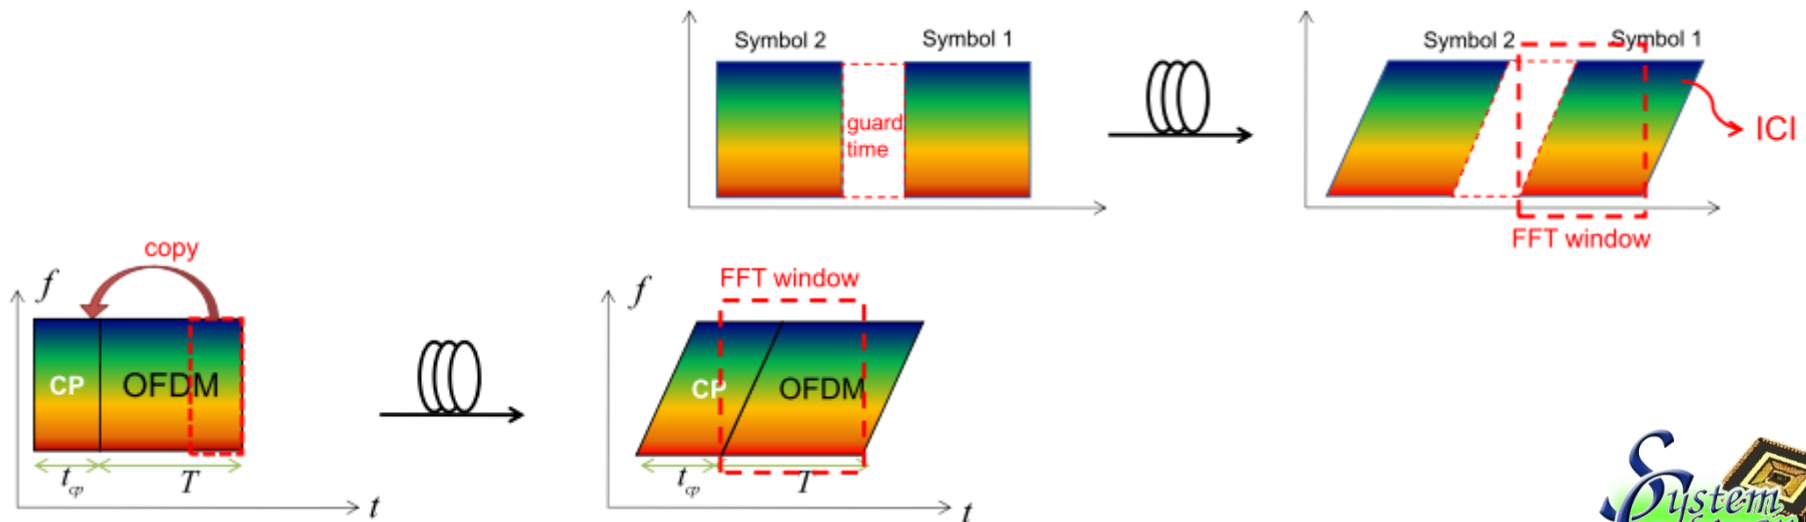 Symbol 2
Symbol 1
guard
time
Symbol 2
Symbol 1
ICI
FFT window
copy
f
CP
OFDM
t_cp
T
t
FFT window
f
CP
OFDM
t_cp
T
t
System